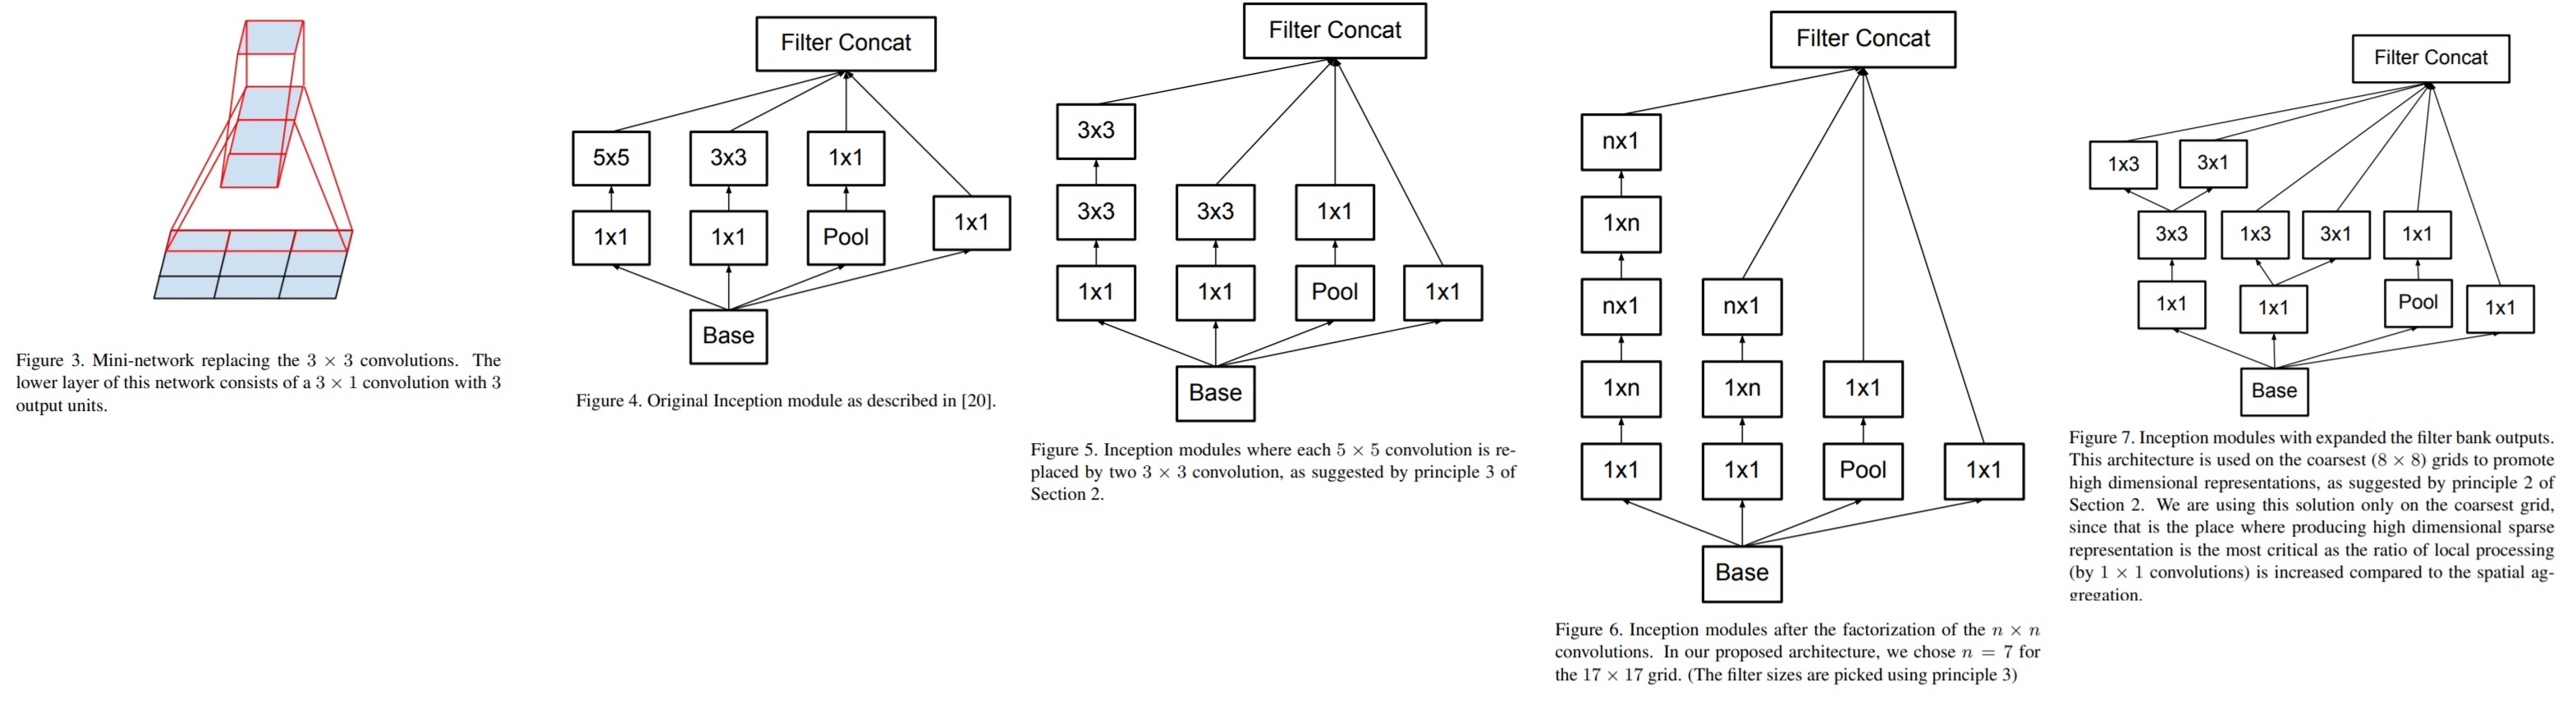 Figure 3. Mini-network replacing the 3 × 3 convolutions. The
lower layer of this network consists of a 3 × 1 convolution with 3
output units.
Filter Concat
5x5
3x3
1x1
1x1
1x1
1x1
Pool
Base
Figure 4. Original Inception module as described in [20].
Filter Concat
3x3
3x3
3x3
1x1
1x1
1x1
Pool
1x1
Base
Figure 5. Inception modules where each 5 × 5 convolution is re-
placed by two 3 × 3 convolution, as suggested by principle 3 of
Section 2.
Filter Concat
nx1
1xn
nx1
nx1
1xn
1xn
1x1
1x1
1x1
Pool
1x1
Base
Figure 6. Inception modules after the factorization of the n × n
convolutions. In our proposed architecture, we chose n = 7 for
the 17 × 17 grid. (The filter sizes are picked using principle 3)
Filter Concat
1x3
3x1
3x3
1x3
3x1
1x1
1x1
1x1
Pool
1x1
Base
Figure 7. Inception modules with expanded the filter bank outputs.
This architecture is used on the coarsest (8 × 8) grids to promote
high dimensional representations, as suggested by principle 2 of
Section 2. We are using this solution only on the coarsest grid,
since that is the place where producing high dimensional sparse
representation is the most critical as the ratio of local processing
(by 1 × 1 convolutions) is increased compared to the spatial ag-
gregation.